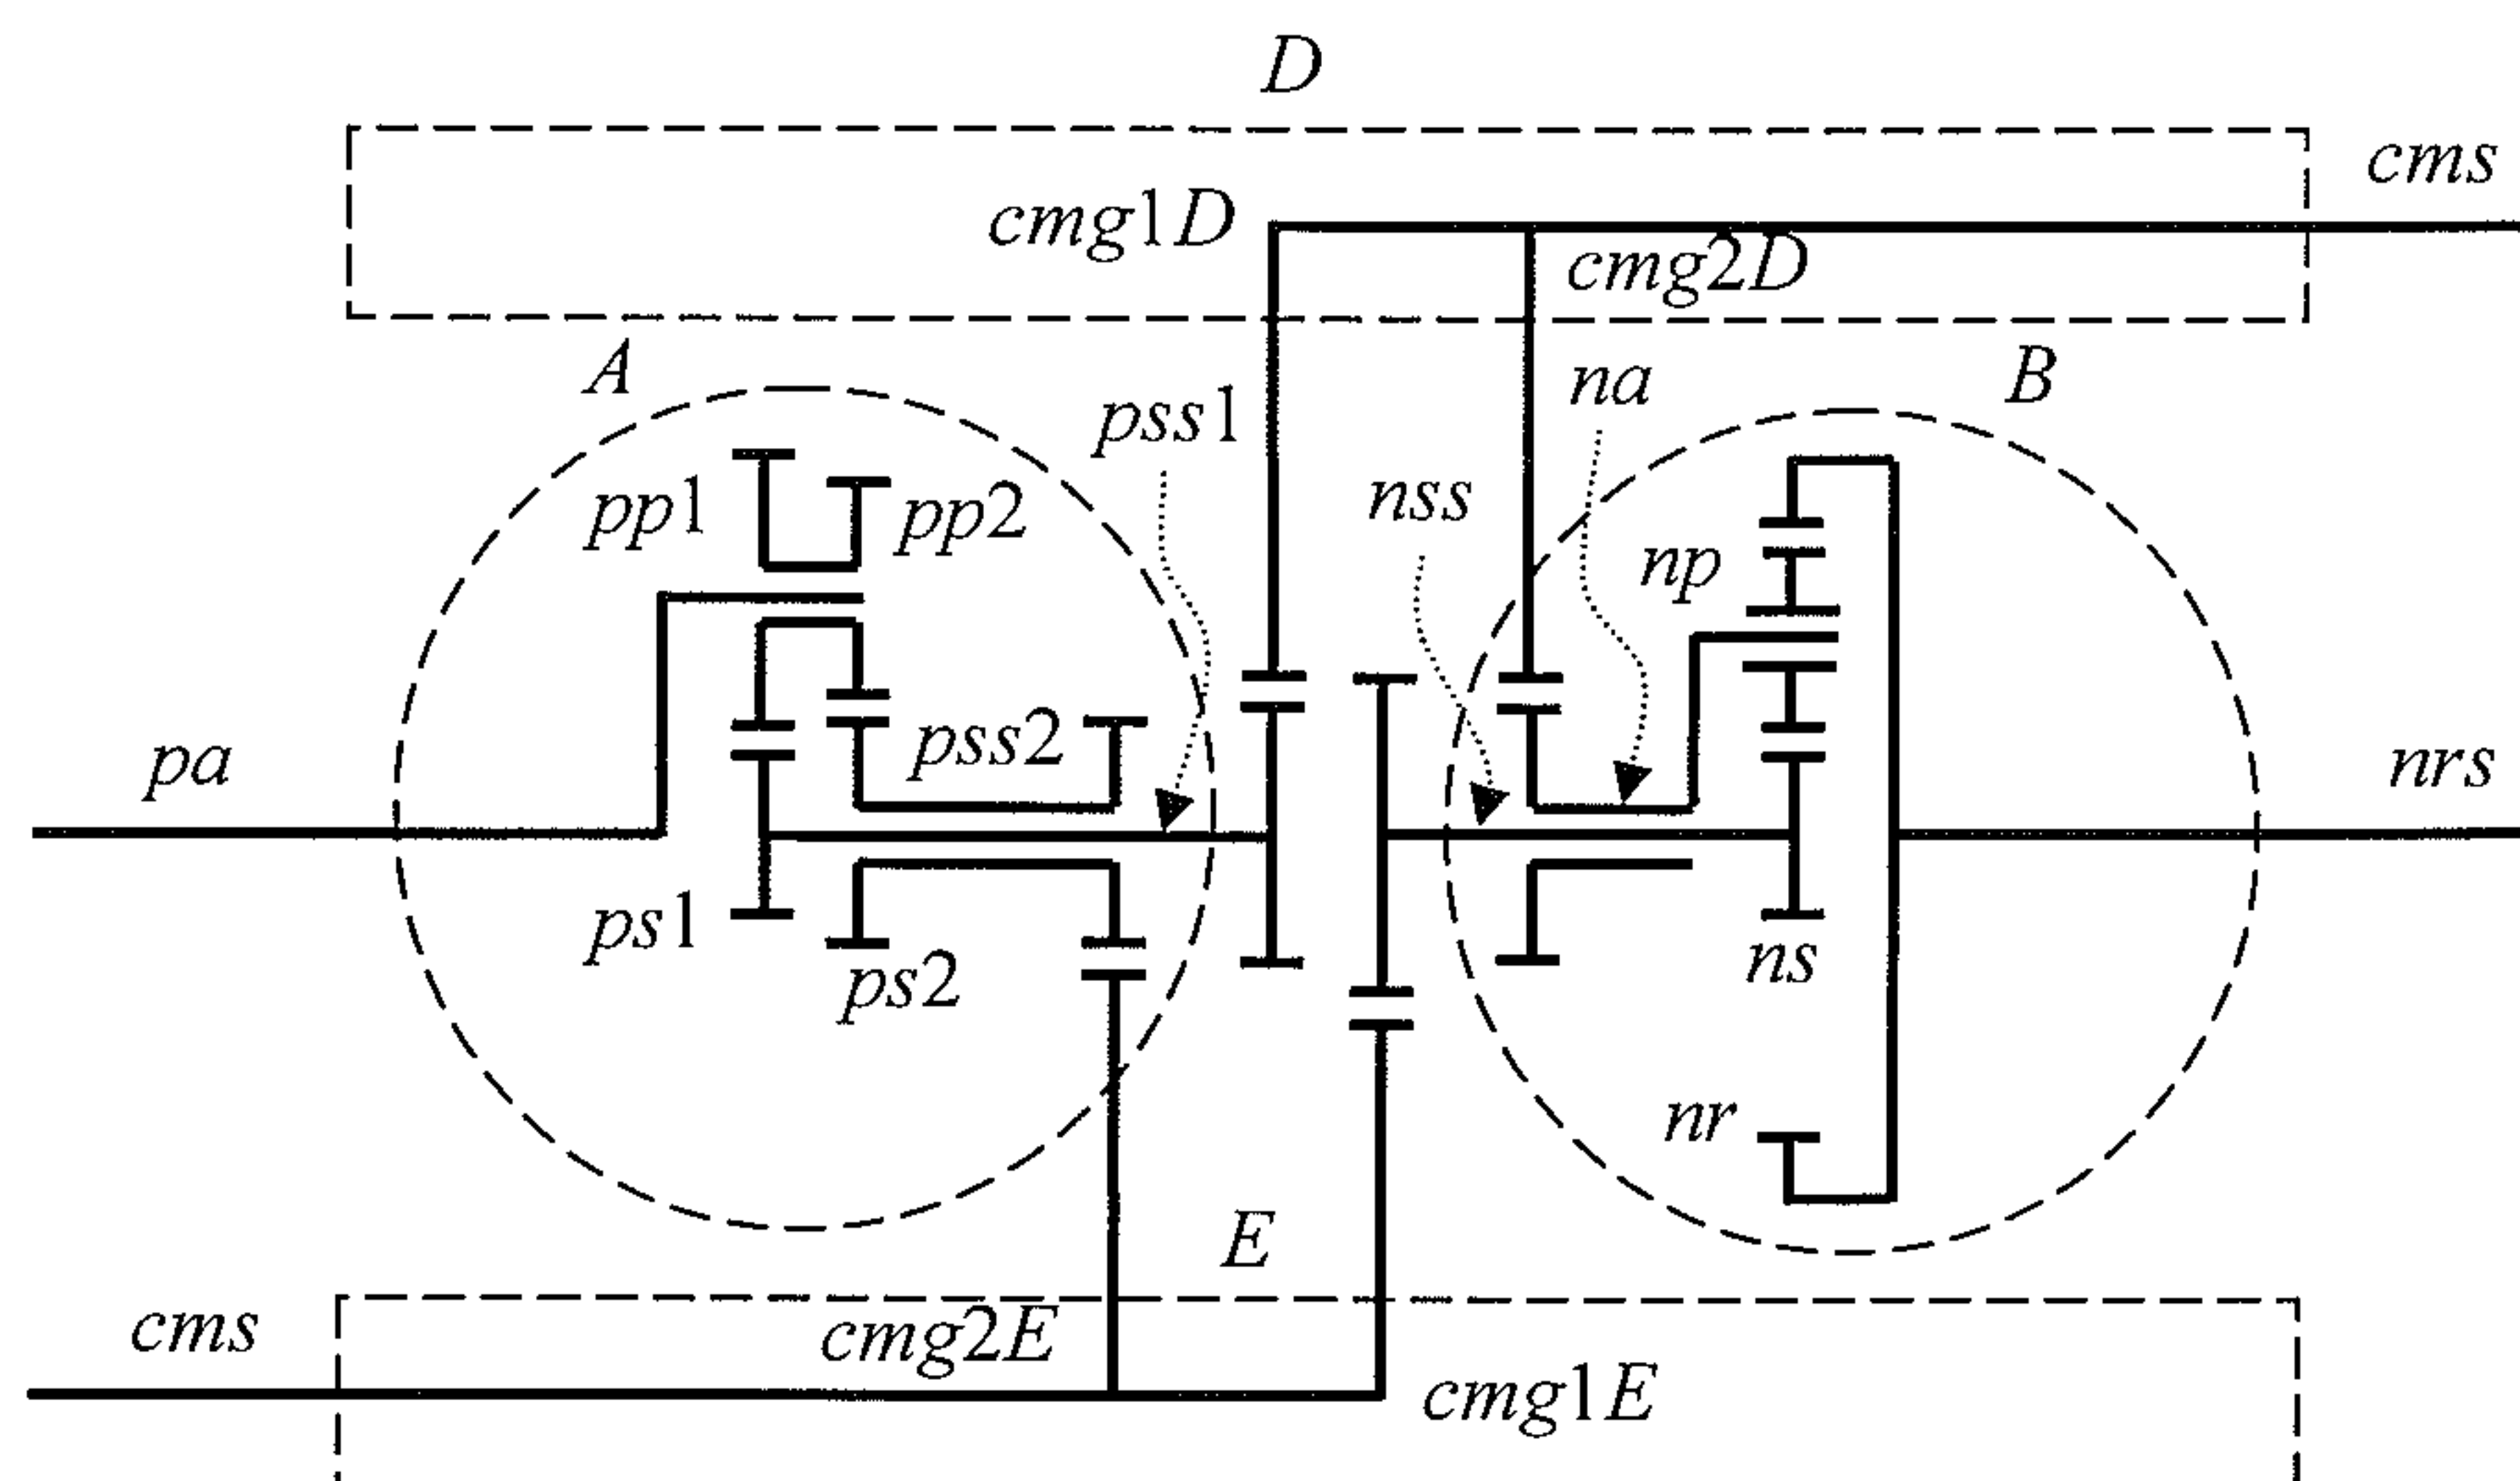 D
cms
cmg1D
cmg2D
A
na
B
pss1
nss
pp1
pp2
np
pss2
pa
nrs
ps1
ns
ps2
nr
E
cms
cmg2E
cmg1E